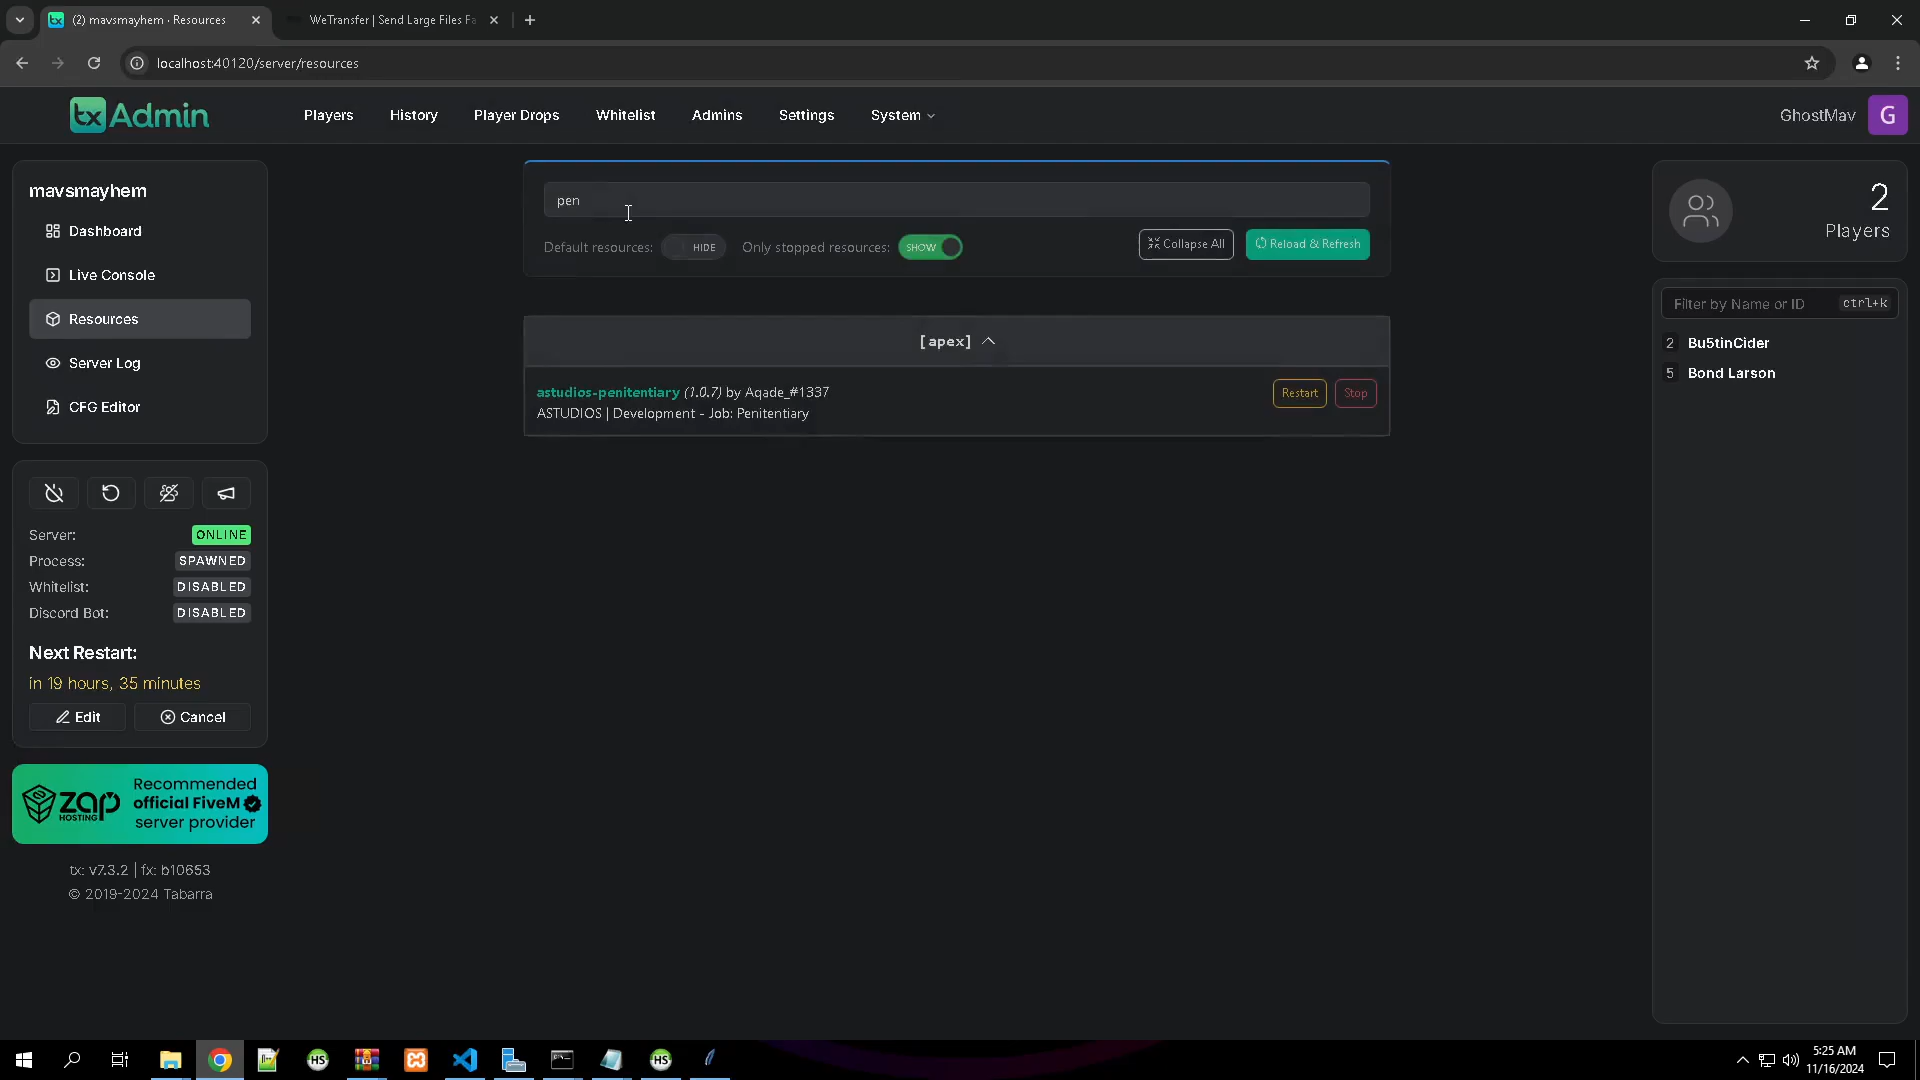 (2) mavsmayhem · Resources
WeTransfer | Send Large Files Fa
localhost:40120/server/resources
tx Admin
Players
History
Player Drops
Whitelist
Admins
Settings
System
GhostMav
G
mavsmayhem
Dashboard
Live Console
Resources
Server Log
CFG Editor
Server: ONLINE
Process: SPAWNED
Whitelist: DISABLED
Discord Bot: DISABLED
Next Restart:
in 19 hours, 35 minutes
Edit
Cancel
ZAP HOSTING
Recommended
official FiveM
server provider
tx: v7.3.2 | fx: b10653
© 2019-2024 Tabarra
pen
Default resources: HIDE
Only stopped resources: SHOW
Collapse All
Reload & Refresh
[apex]
astudios-penitentiary (1.0.7) by Aqade_#1337
ASTUDIOS | Development - Job: Penitentiary
Restart
Stop
2
Players
Filter by Name or ID
ctrl+k
2 Bu5tinCider
5 Bond Larson
HS
HS
5:25 AM
11/16/2024